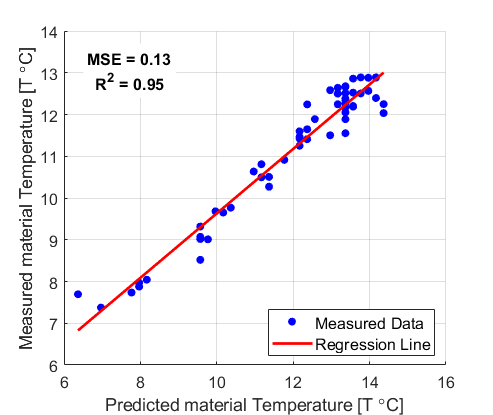 MSE = 0.13
R² = 0.95
14
13
12
11
10
9
8
7
6
Measured material Temperature [T °C]
Measured Data
Regression Line
6
8
10
12
14
16
Predicted material Temperature [T °C]